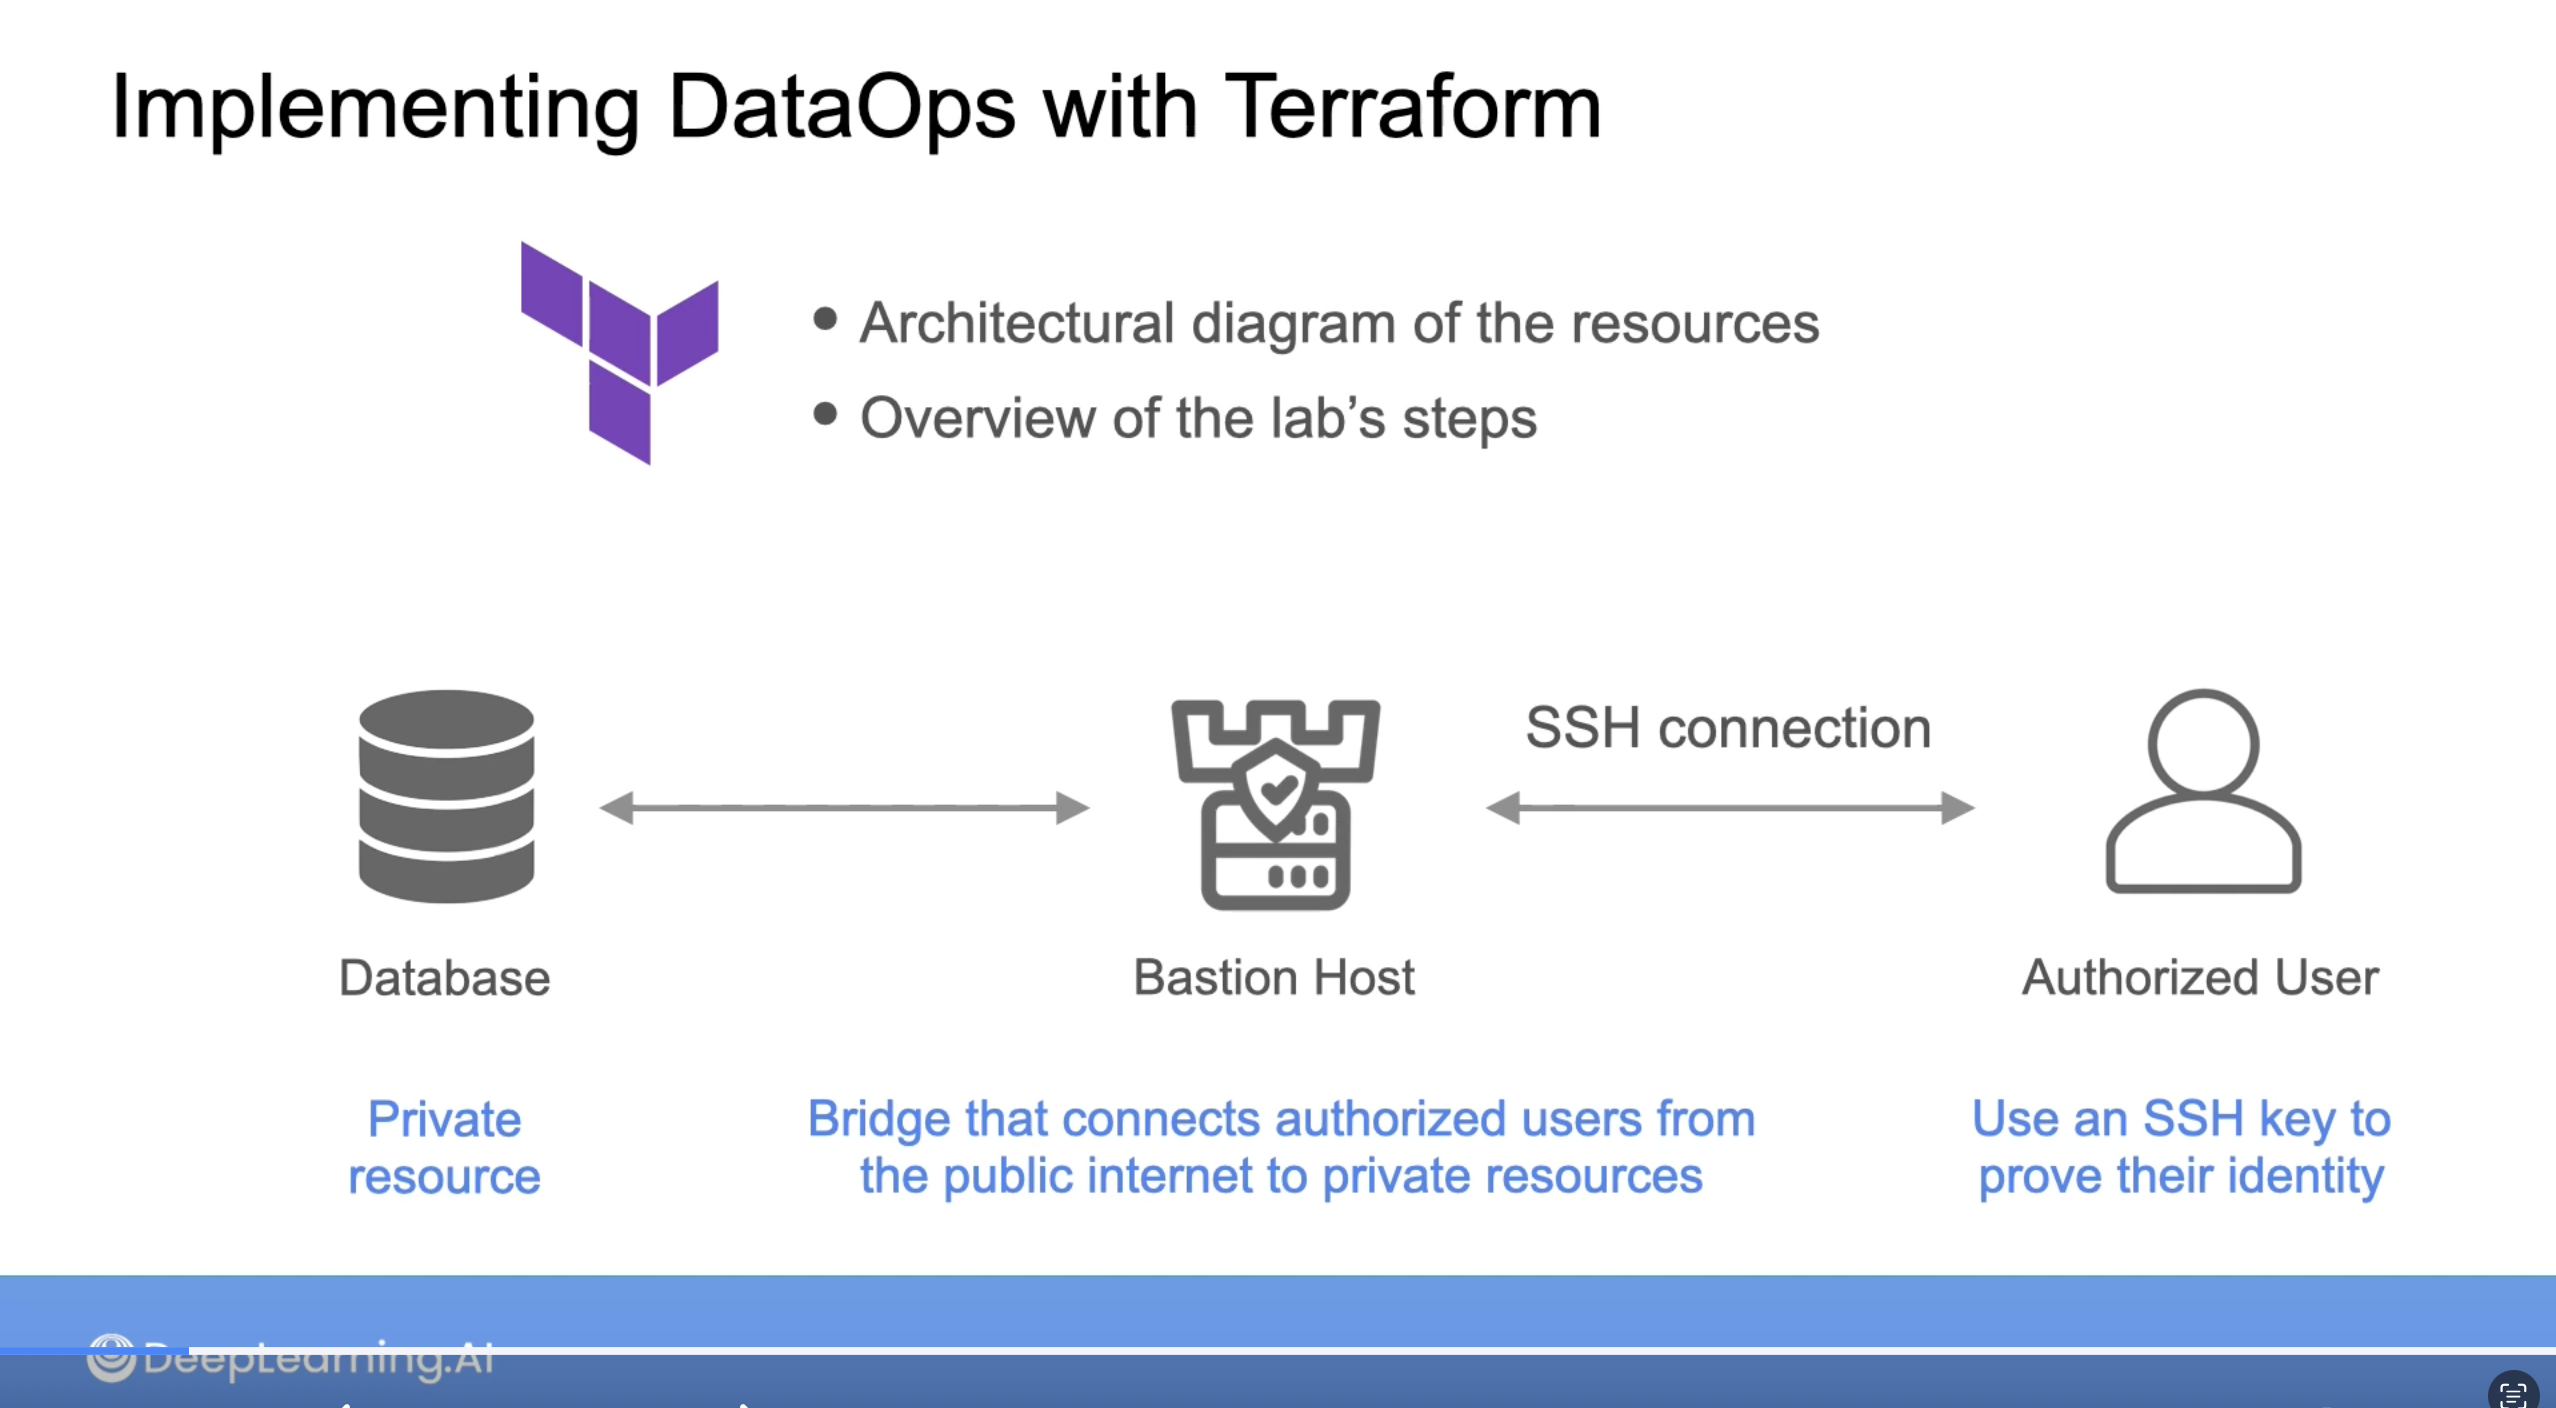 Implementing DataOps with Terraform
• Architectural diagram of the resources
• Overview of the lab’s steps
SSH connection
Database
Bastion Host
Authorized User
Private
resource
Bridge that connects authorized users from
the public internet to private resources
Use an SSH key to
prove their identity
DeepLearning.AI